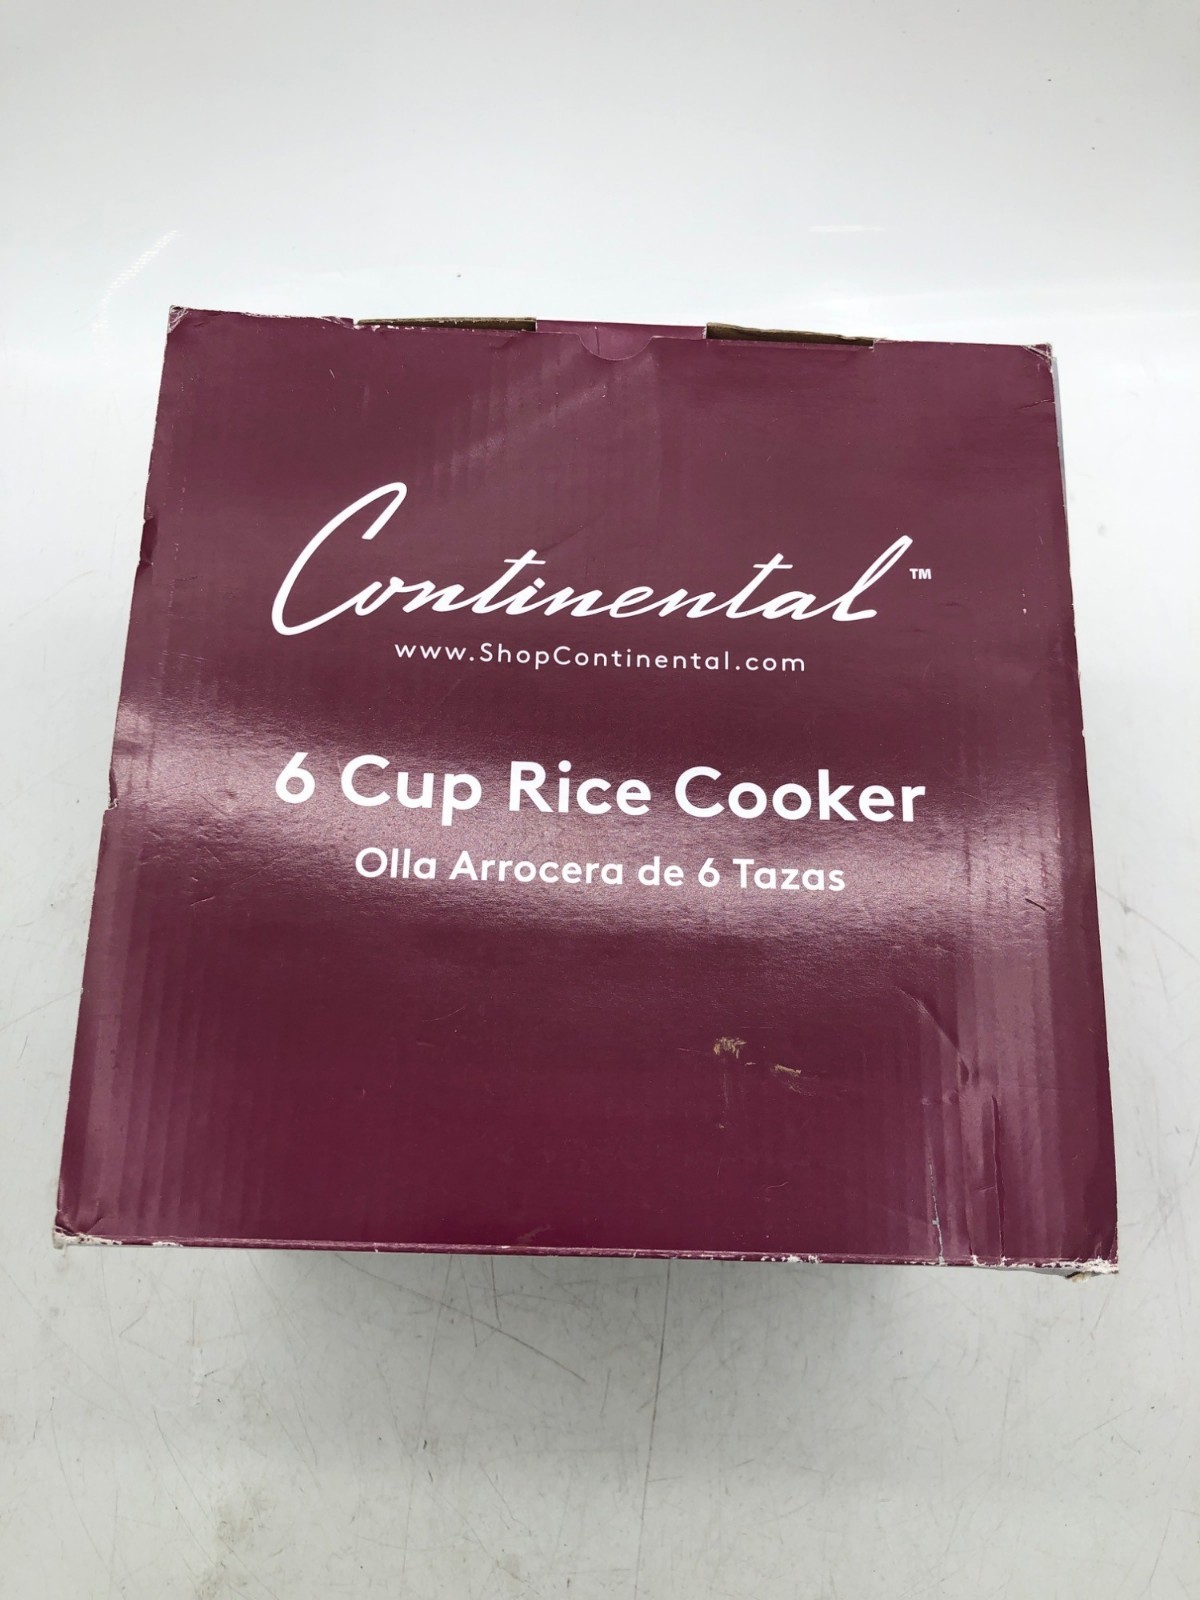 Continental™
www.ShopContinental.com
6 Cup Rice Cooker
Olla Arrocera de 6 Tazas